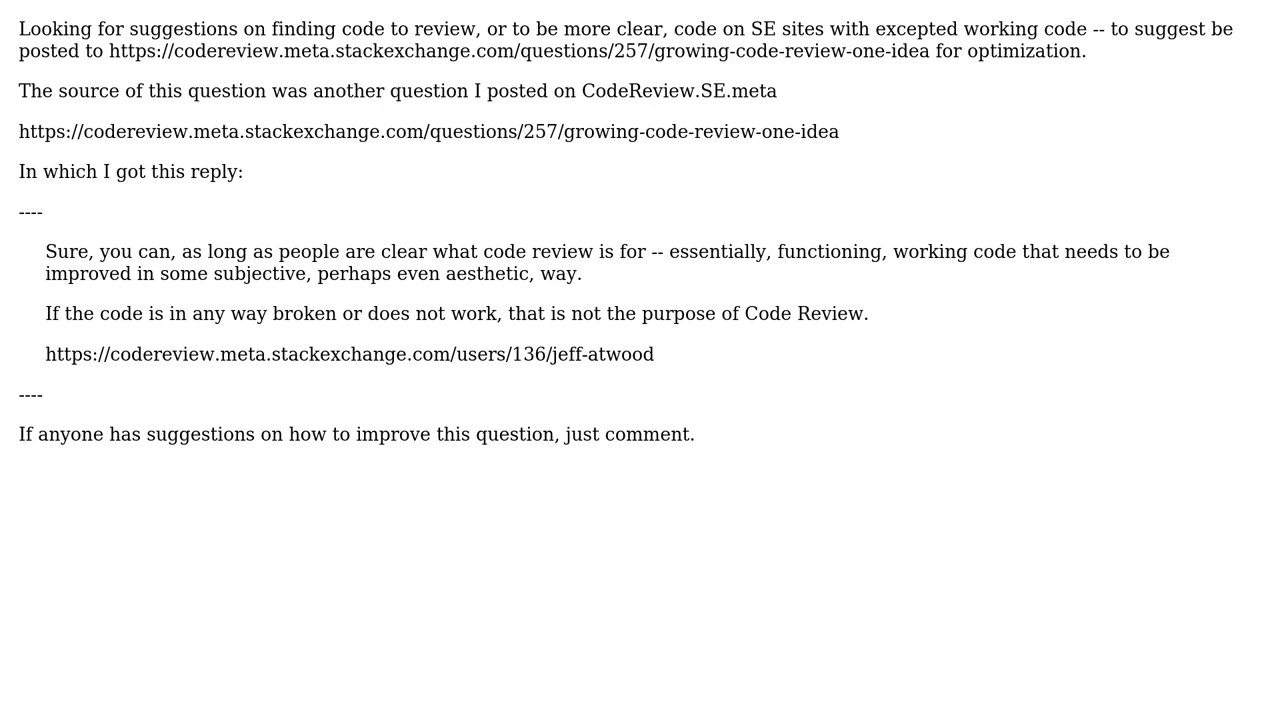 Looking for suggestions on finding code to review, or to be more clear, code on SE sites with excepted working code -- to suggest be
posted to https://codereview.meta.stackexchange.com/questions/257/growing-code-review-one-idea for optimization.
The source of this question was another question I posted on CodeReview.SE.meta
https://codereview.meta.stackexchange.com/questions/257/growing-code-review-one-idea
In which I got this reply:
----
Sure, you can, as long as people are clear what code review is for -- essentially, functioning, working code that needs to be
improved in some subjective, perhaps even aesthetic, way.
If the code is in any way broken or does not work, that is not the purpose of Code Review.
https://codereview.meta.stackexchange.com/users/136/jeff-atwood
----
If anyone has suggestions on how to improve this question, just comment.